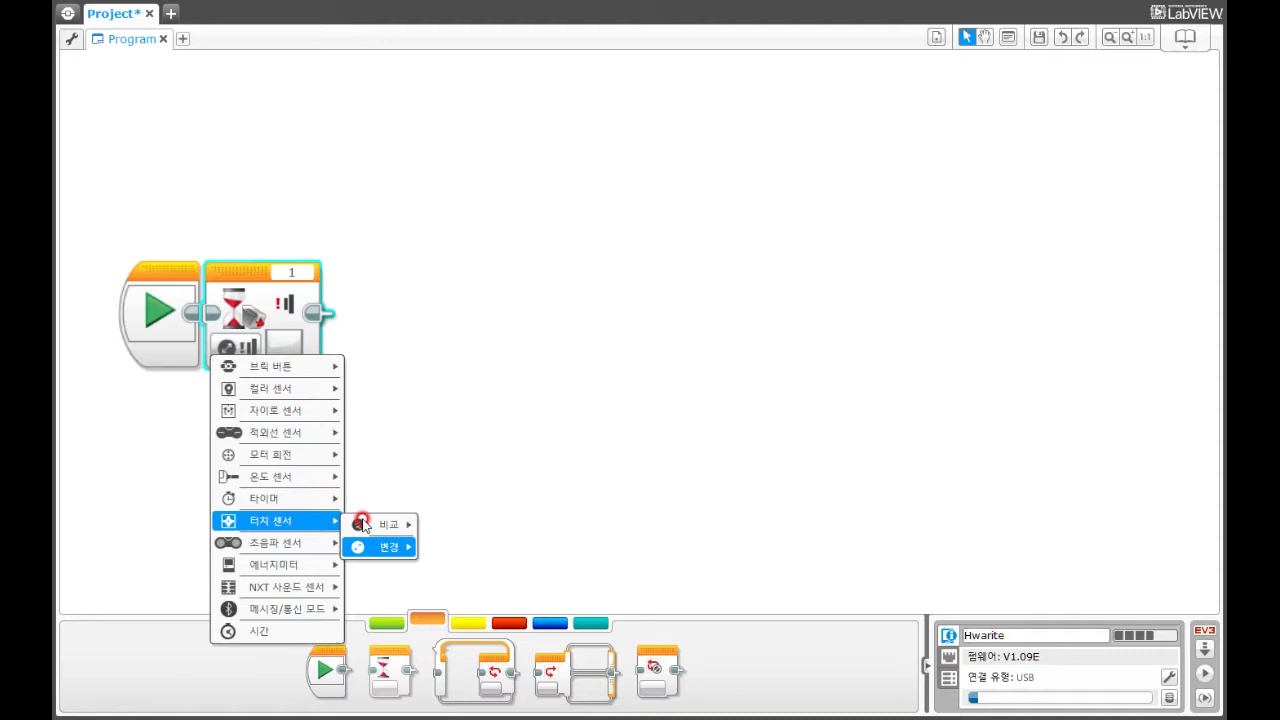 Project*
LabVIEW
Program
1:1
1
브릭 버튼
컬러 센서
자이로 센서
적외선 센서
모터 회전
온도 센서
타이머
터치 센서
초음파 센서
에너지미터
NXT 사운드 센서
메시징/통신 모드
시간
비교
변경
Hwarite
펌웨어: V1.09E
연결 유형: USB
EV3